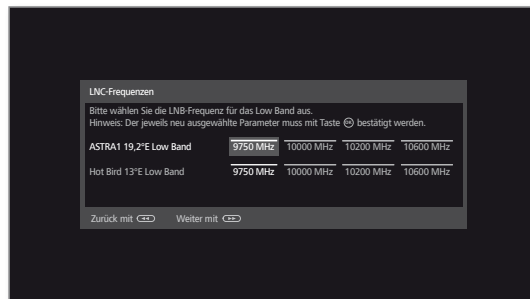 LNC-Frequenzen
Bitte wählen Sie die LNB-Frequenz für das Low Band aus.
Hinweis: Der jeweils neu ausgewählte Parameter muss mit Taste OK bestätigt werden.
ASTRA1 19,2°E Low Band 9750 MHz 10000 MHz 10200 MHz 10600 MHz
Hot Bird 13°E Low Band 9750 MHz 10000 MHz 10200 MHz 10600 MHz
Zurück mit Weiter mit